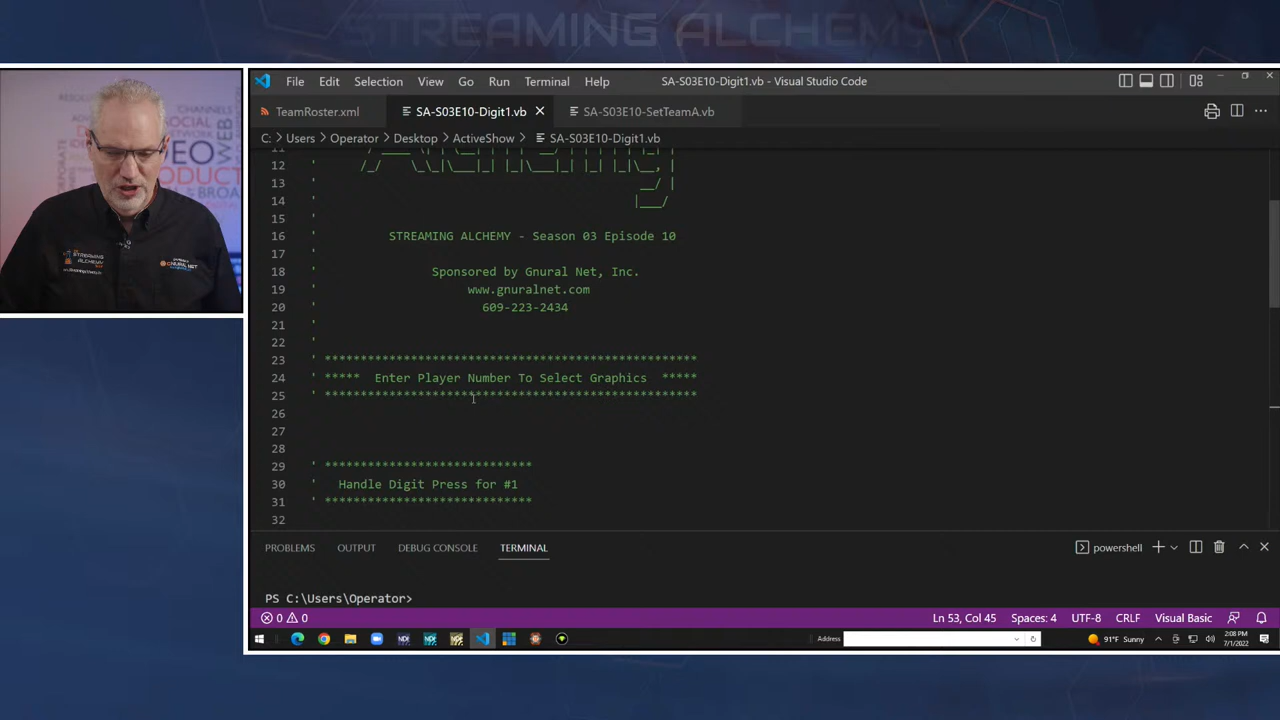 STREAMING ALCHEMY
File Edit Selection View Go Run Terminal Help
SA-S03E10-Digit1.vb - Visual Studio Code
TeamRoster.xml
SA-S03E10-Digit1.vb
SA-S03E10-SetTeamA.vb
C: > Users > Operator > Desktop > ActiveShow > SA-S03E10-Digit1.vb
11
12 '
13 '
14 '
15 '
16 ' STREAMING ALCHEMY - Season 03 Episode 10
17 '
18 ' Sponsored by Gnural Net, Inc.
19 ' www.gnuralnet.com
20 ' 609-223-2434
21 '
22 '
23 ' ****************************************************
24 ' ***** Enter Player Number To Select Graphics *****
25 ' ****************************************************
26
27
28
29 ' *****************************
30 ' Handle Digit Press for #1
31 ' *****************************
32
PROBLEMS OUTPUT DEBUG CONSOLE TERMINAL
powershell
PS C:\Users\Operator>
0 0
Ln 53, Col 45 Spaces: 4 UTF-8 CRLF Visual Basic
Address
91°F Sunny
2:08 PM
7/1/2022